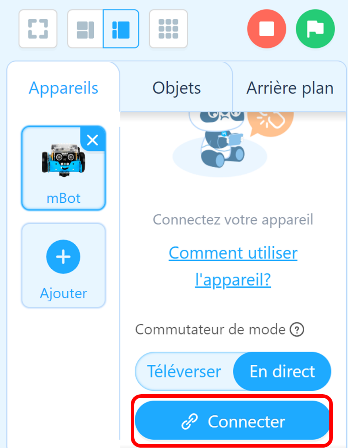 Appareils
Objets
Arrière plan
mBot
Ajouter
Connectez votre appareil
Comment utiliser
l'appareil?
Commutateur de mode
Téléverser
En direct
Connecter